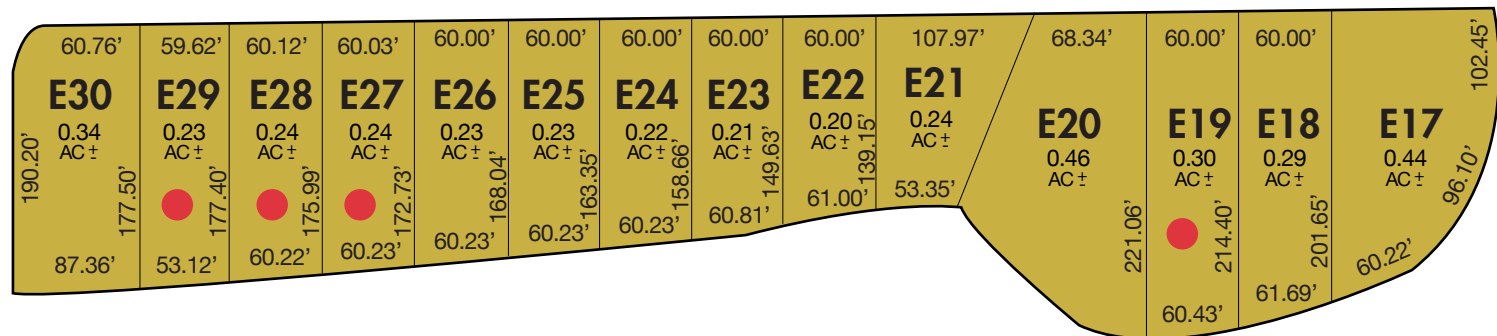 60.76’
E30
0.34
AC ±
190.20’
177.50’
87.36’
59.62’
E29
0.23
AC ±
177.40’
53.12’
60.12’
E28
0.24
AC ±
175.99’
60.22’
60.03’
E27
0.24
AC ±
172.73’
60.23’
60.00’
E26
0.23
AC ±
168.04’
60.23’
60.00’
E25
0.23
AC ±
163.35’
60.23’
60.00’
E24
0.22
AC ±
158.66’
60.23’
60.00’
E23
0.21
AC ±
149.63’
60.81’
60.00’
E22
0.20
AC ±
139.15’
61.00’
107.97’
E21
0.24
AC ±
53.35’
68.34’
E20
0.46
AC ±
221.06’
60.00’
E19
0.30
AC ±
214.40’
60.43’
60.00’
E18
0.29
AC ±
201.65’
61.69’
102.45’
E17
0.44
AC ±
96.10’
60.22’